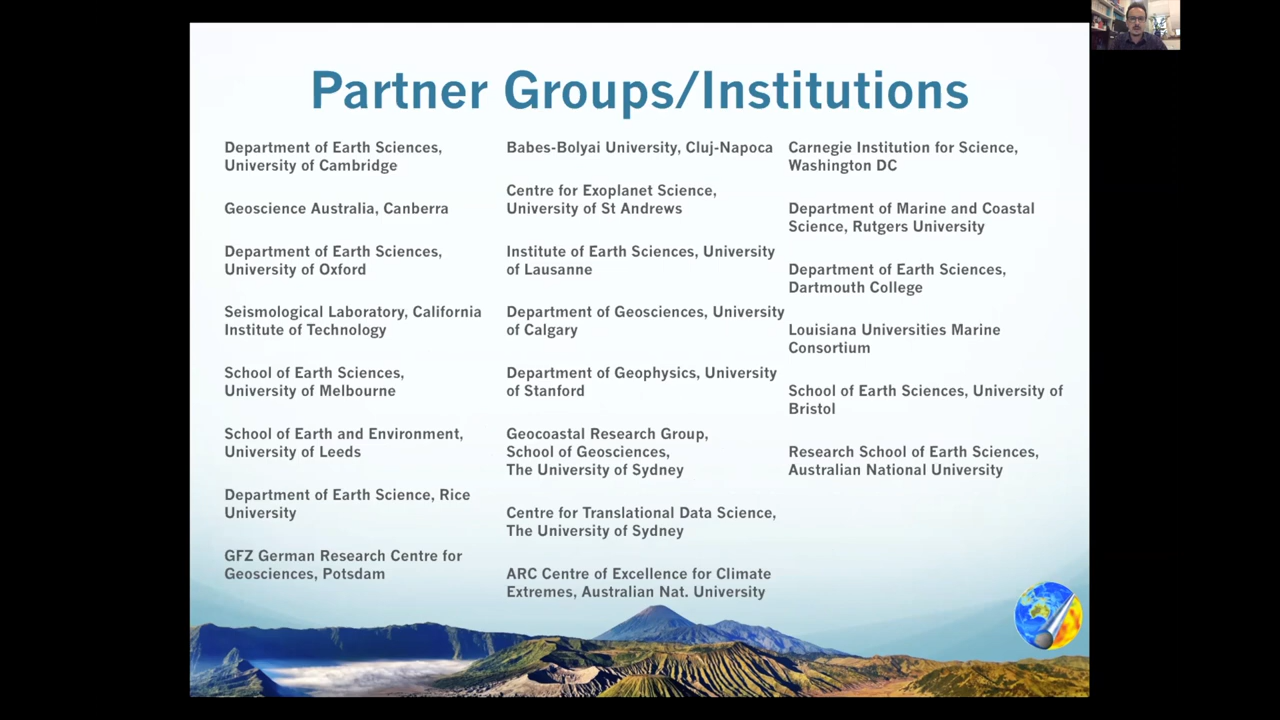 Partner Groups/Institutions
Department of Earth Sciences,
University of Cambridge
Geoscience Australia, Canberra
Department of Earth Sciences,
University of Oxford
Seismological Laboratory, California
Institute of Technology
School of Earth Sciences,
University of Melbourne
School of Earth and Environment,
University of Leeds
Department of Earth Science, Rice
University
GFZ German Research Centre for
Geosciences, Potsdam
Babes-Bolyai University, Cluj-Napoca
Centre for Exoplanet Science,
University of St Andrews
Institute of Earth Sciences, University
of Lausanne
Department of Geosciences, University
of Calgary
Department of Geophysics, University
of Stanford
Geocoastal Research Group,
School of Geosciences,
The University of Sydney
Centre for Translational Data Science,
The University of Sydney
ARC Centre of Excellence for Climate
Extremes, Australian Nat. University
Carnegie Institution for Science,
Washington DC
Department of Marine and Coastal
Science, Rutgers University
Department of Earth Sciences,
Dartmouth College
Louisiana Universities Marine
Consortium
School of Earth Sciences, University of
Bristol
Research School of Earth Sciences,
Australian National University